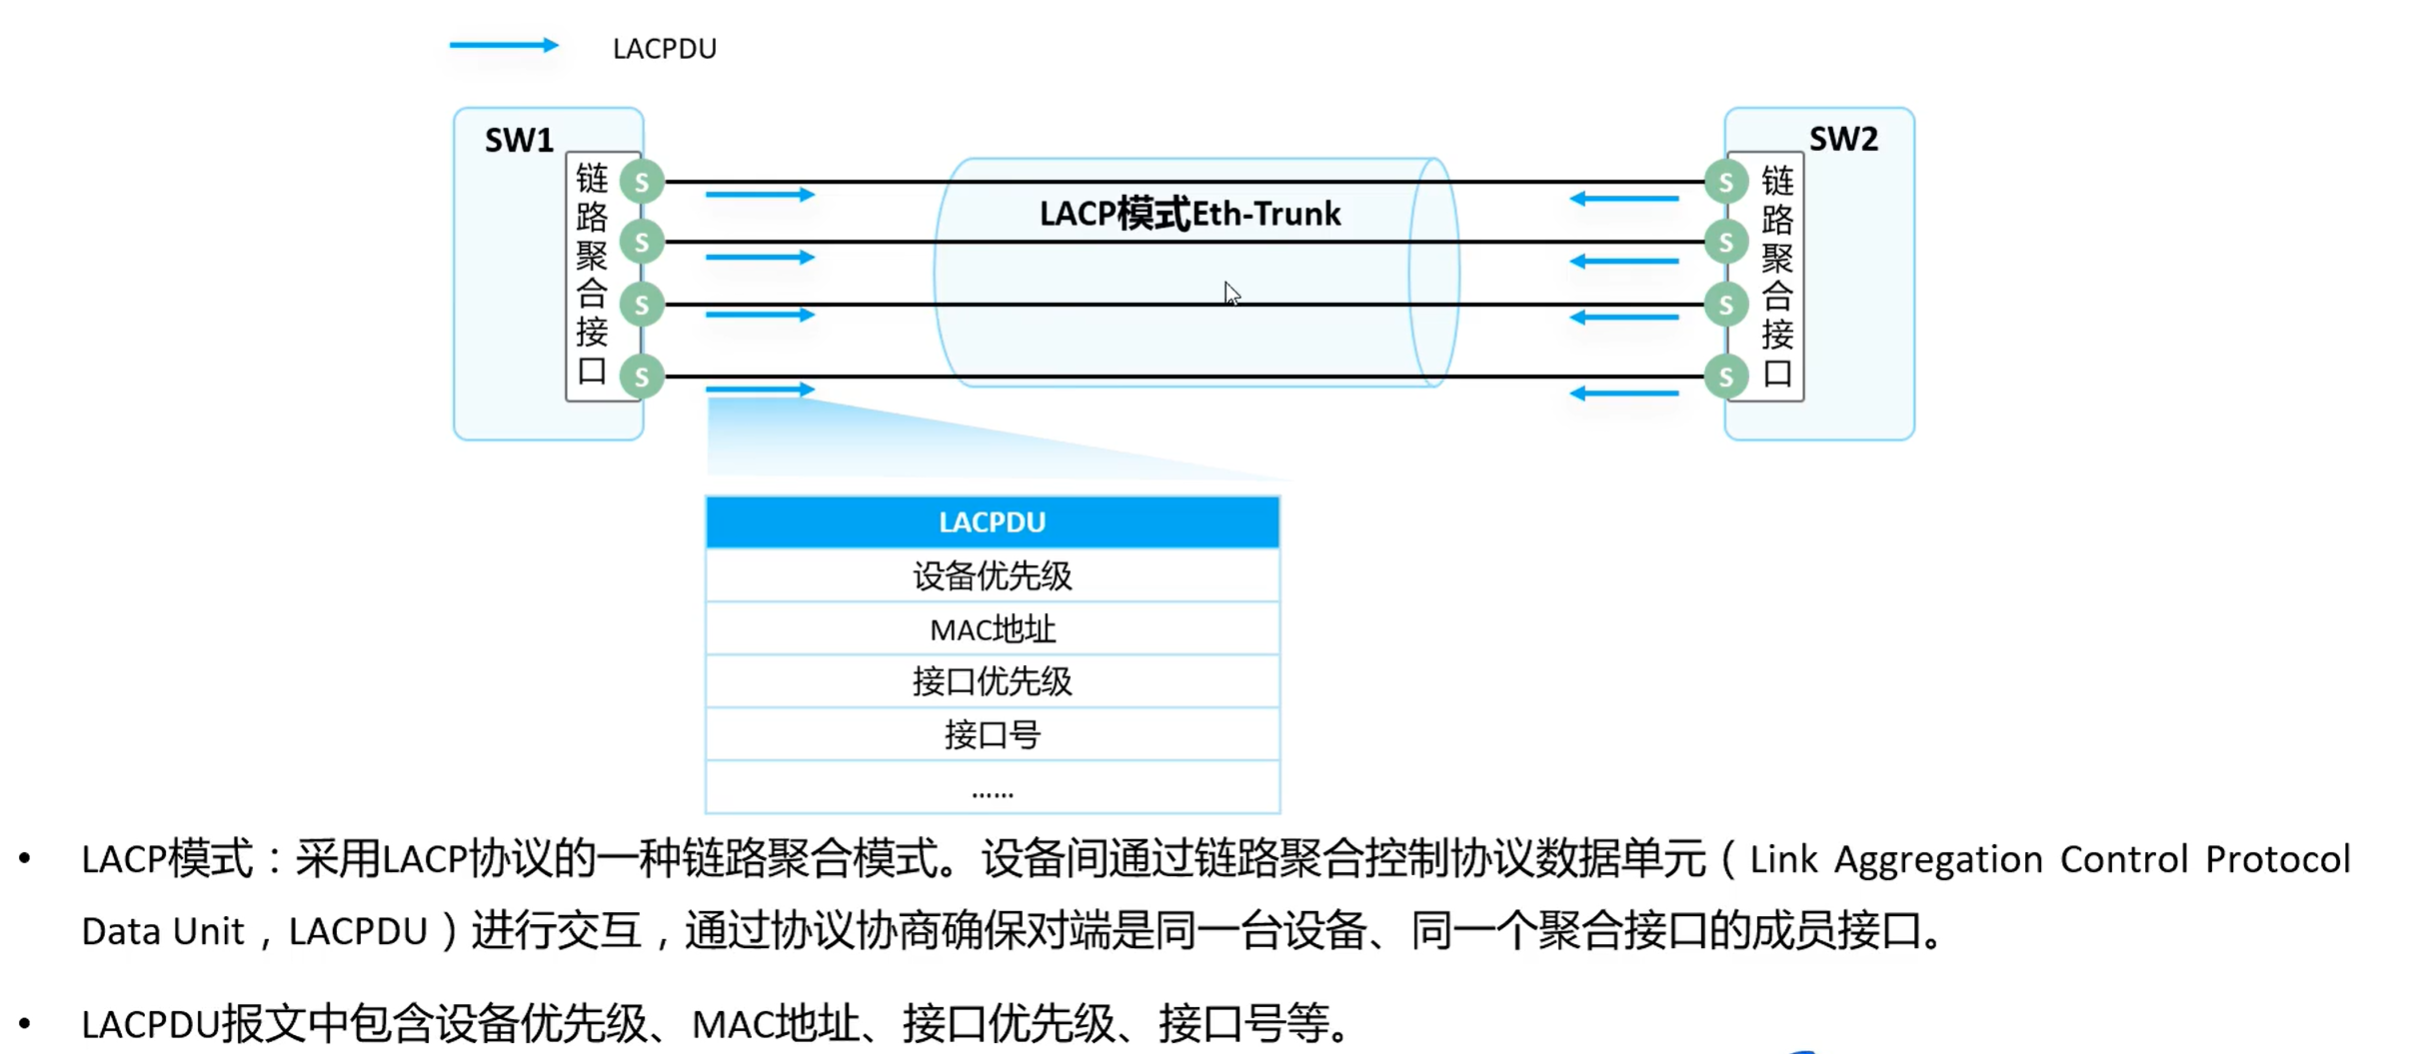 LACPDU
SW1
SW2
链路聚合接口
S
S
S
S
LACP模式Eth-Trunk
S
S
S
S
链路聚合接口
LACPDU
设备优先级
MAC地址
接口优先级
接口号
......
• LACP模式：采用LACP协议的一种链路聚合模式。设备间通过链路聚合控制协议数据单元（Link Aggregation Control Protocol
Data Unit，LACPDU）进行交互，通过协议协商确保对端是同一台设备、同一个聚合接口的成员接口。
• LACPDU报文中包含设备优先级、MAC地址、接口优先级、接口号等。